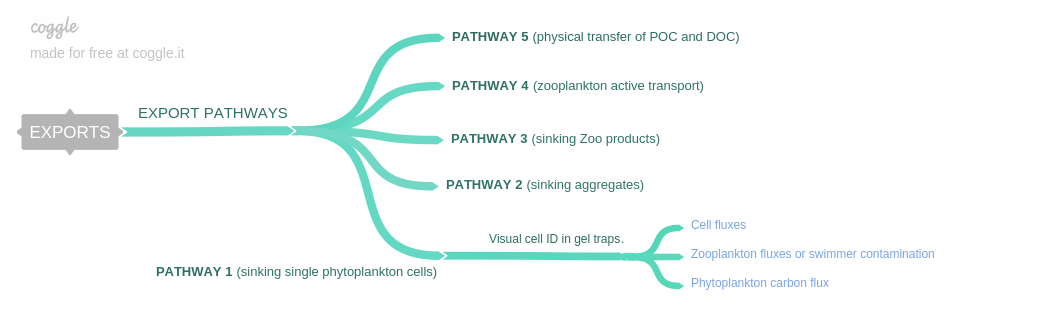 coggle
made for free at coggle.it
EXPORTS
EXPORT PATHWAYS
PATHWAY 5 (physical transfer of POC and DOC)
PATHWAY 4 (zooplankton active transport)
PATHWAY 3 (sinking Zoo products)
PATHWAY 2 (sinking aggregates)
PATHWAY 1 (sinking single phytoplankton cells)
Visual cell ID in gel traps.
Cell fluxes
Zooplankton fluxes or swimmer contamination
Phytoplankton carbon flux